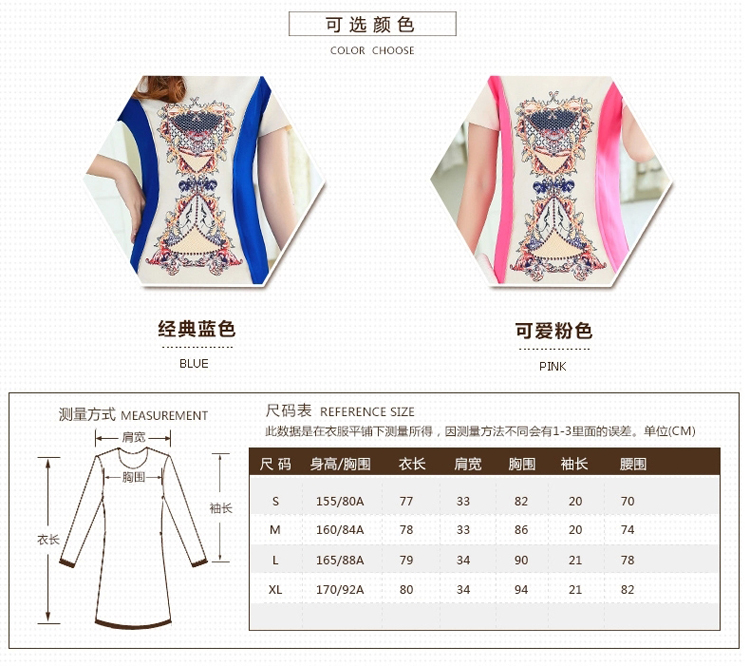 可选颜色
COLOR CHOOSE
经典蓝色
BLUE
可爱粉色
PINK
测量方式 MEASUREMENT
肩宽
胸围
衣长
袖长
尺码表 REFERENCE SIZE
此数据是在衣服平铺下测量所得，因测量方法不同会有1-3里面的误差。单位(CM)
尺 码 身高/胸围 衣长 肩宽 胸围 袖长 腰围
S 155/80A 77 33 82 20 70
M 160/84A 78 33 86 20 74
L 165/88A 79 34 90 21 78
XL 170/92A 80 34 94 21 82